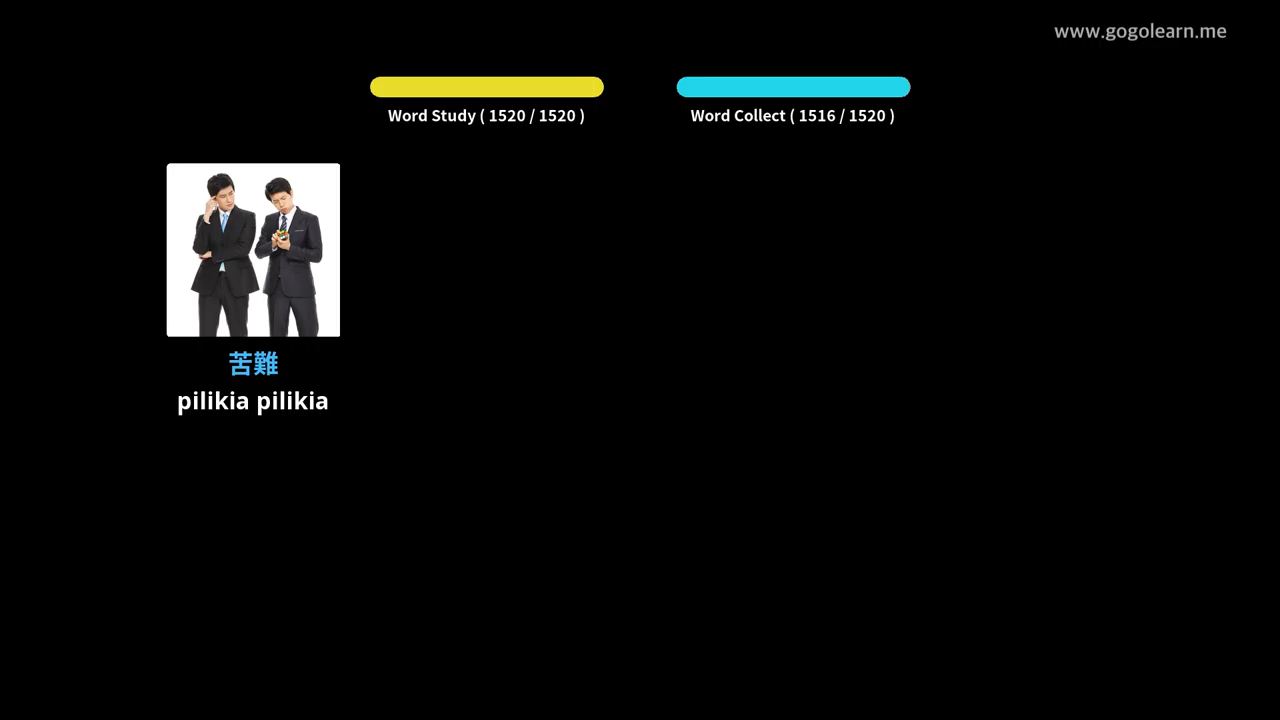 www.gogolearn.me
Word Study ( 1520 / 1520 )
Word Collect ( 1516 / 1520 )
苦難
pilikia pilikia